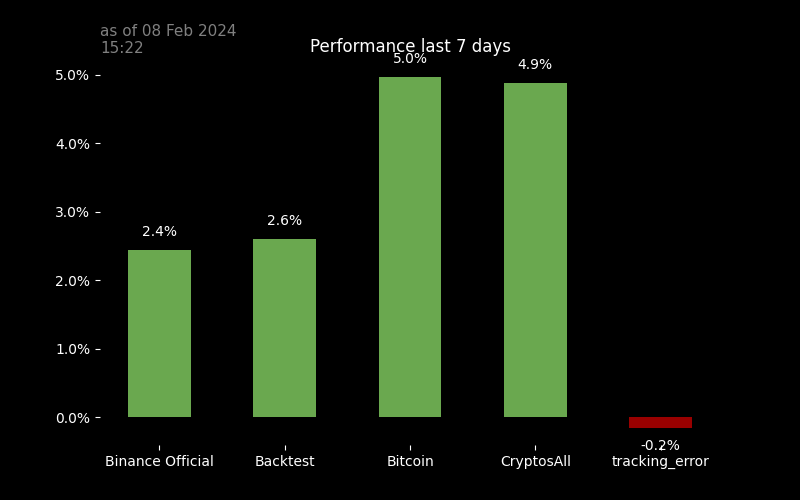 as of 08 Feb 2024
15:22
Performance last 7 days
5.0%
4.0%
3.0%
2.0%
1.0%
0.0%
2.4%
2.6%
5.0%
4.9%
-0.2%
Binance Official
Backtest
Bitcoin
CryptosAll
tracking_error